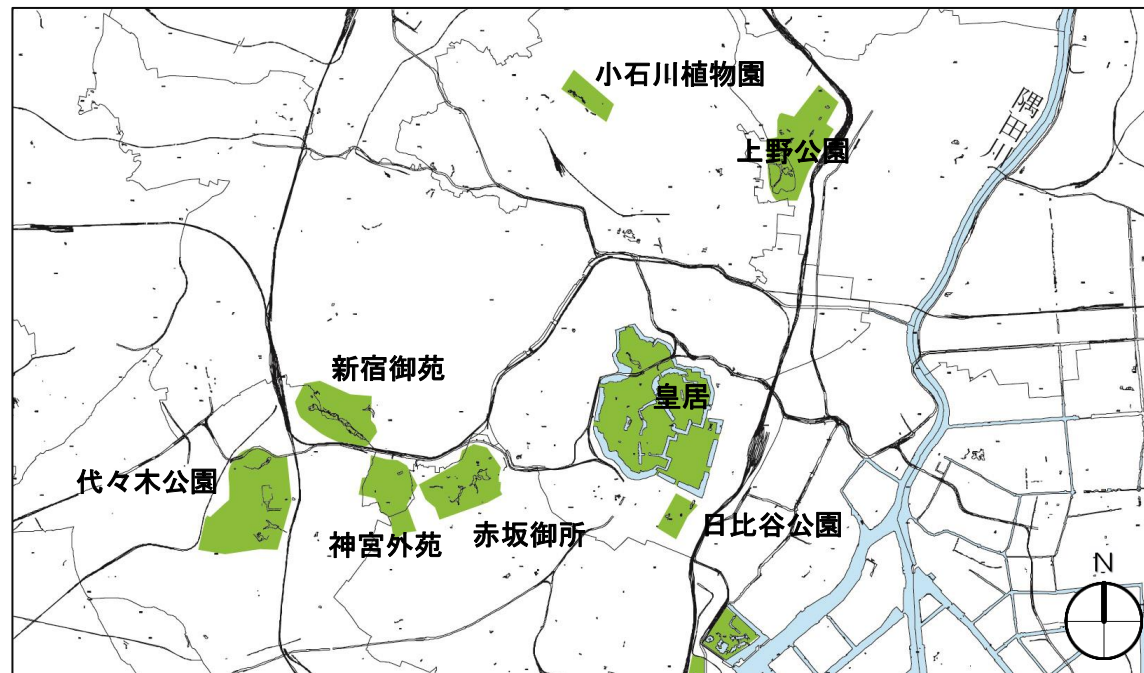 小石川植物園
隅田川
上野公園
新宿御苑
皇居
代々木公園
神宮外苑
赤坂御所
日比谷公園
N